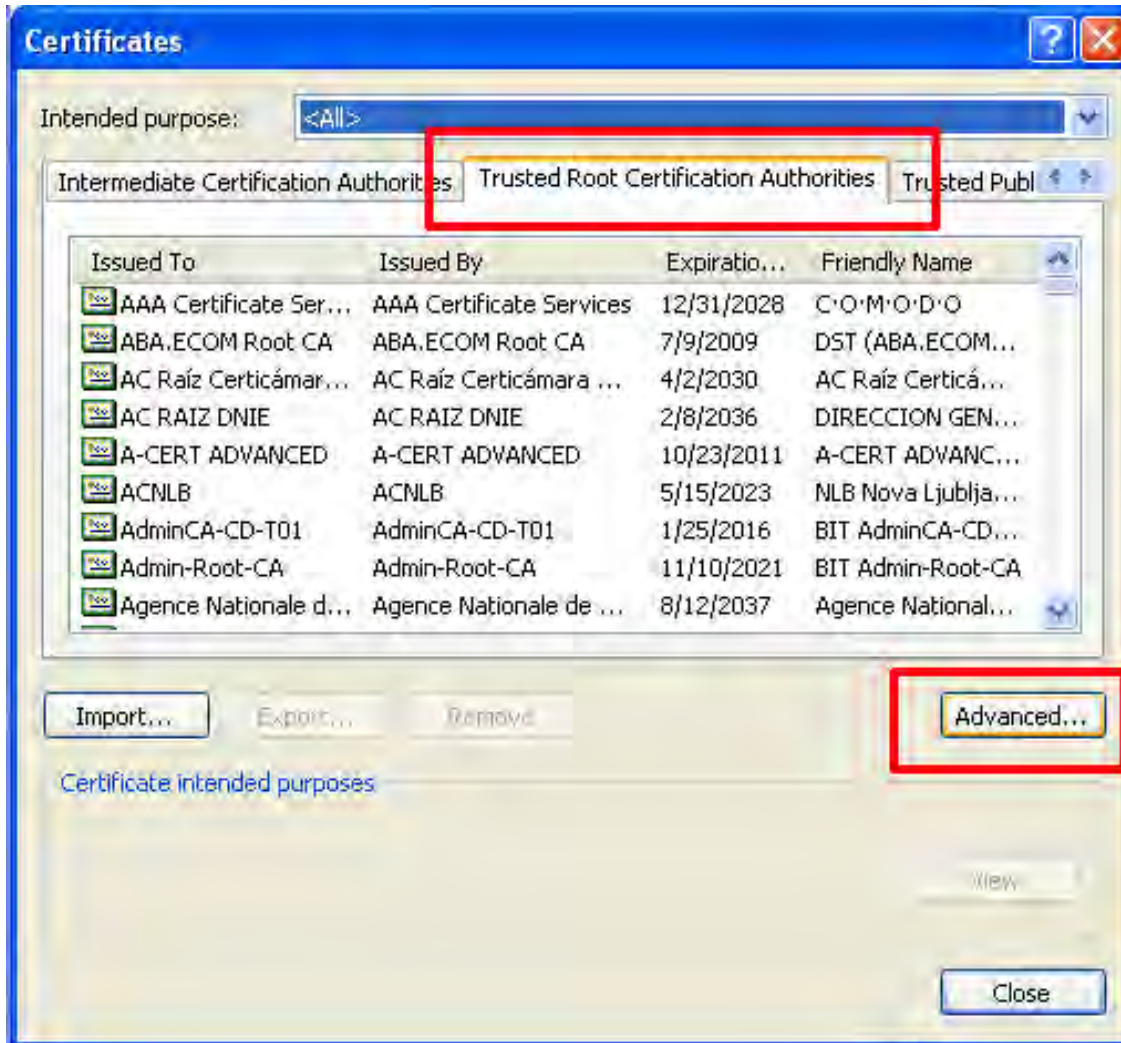 Certificates
Intended purpose: <All>
Intermediate Certification Authorities Trusted Root Certification Authorities Trusted Publ
Issued To Issued By Expiratio... Friendly Name
AAA Certificate Ser... AAA Certificate Services 12/31/2028 C·O·M·O·D·O
ABA.ECOM Root CA ABA.ECOM Root CA 7/9/2009 DST (ABA.ECOM...
AC Raíz Certicámar... AC Raíz Certicámara ... 4/2/2030 AC Raíz Certicá...
AC RAIZ DNIE AC RAIZ DNIE 2/8/2036 DIRECCION GEN...
A-CERT ADVANCED A-CERT ADVANCED 10/23/2011 A-CERT ADVANC...
ACNLB ACNLB 5/15/2023 NLB Nova Ljublja...
AdminCA-CD-T01 AdminCA-CD-T01 1/25/2016 BIT AdminCA-CD...
Admin-Root-CA Admin-Root-CA 11/10/2021 BIT Admin-Root-CA
Agence Nationale d... Agence Nationale de ... 8/12/2037 Agence National...
Import... Export... Remove Advanced...
Certificate intended purposes
View
Close